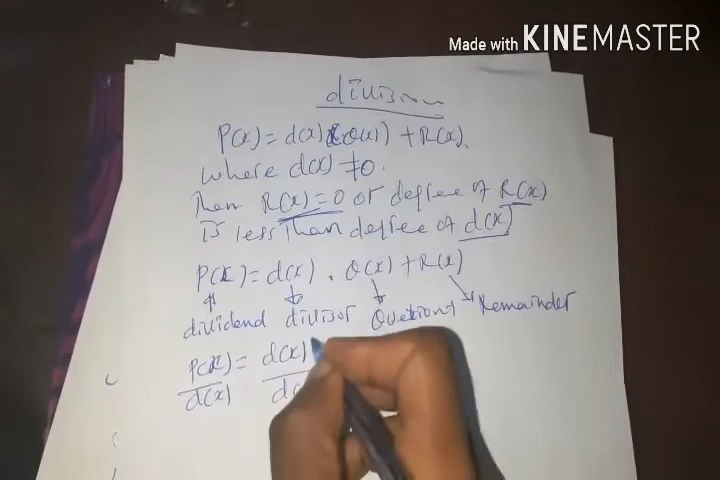 Made with KINEMASTER
division
P(x) = d(x) Q(x) + R(x).
where d(x) ≠ 0.
Then R(x) = 0 or degree of R(x)
is less than degree of d(x)
P(x) = d(x) . Q(x) + R(x)
dividend divisor Quetiont Remainder
P(x) = d(x)
d(x) d(